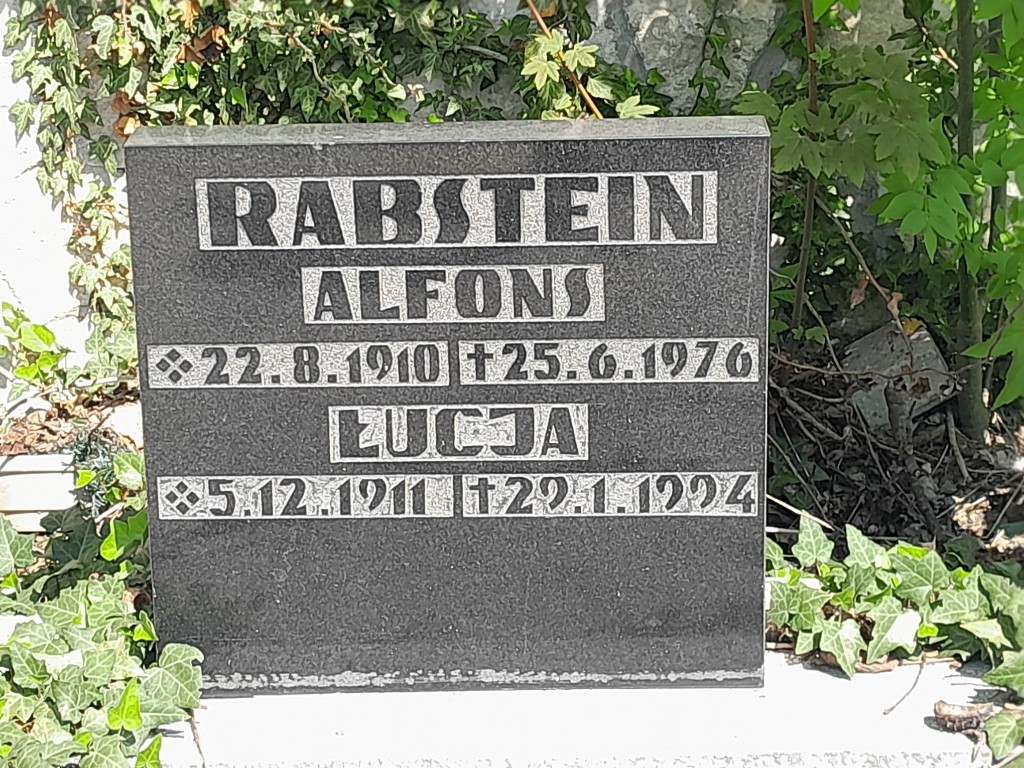 RABSTEIN
ALFONS
❖22.8.1910 †25.6.1976
ŁUCJA
❖5.12.1911 †29.1.1994